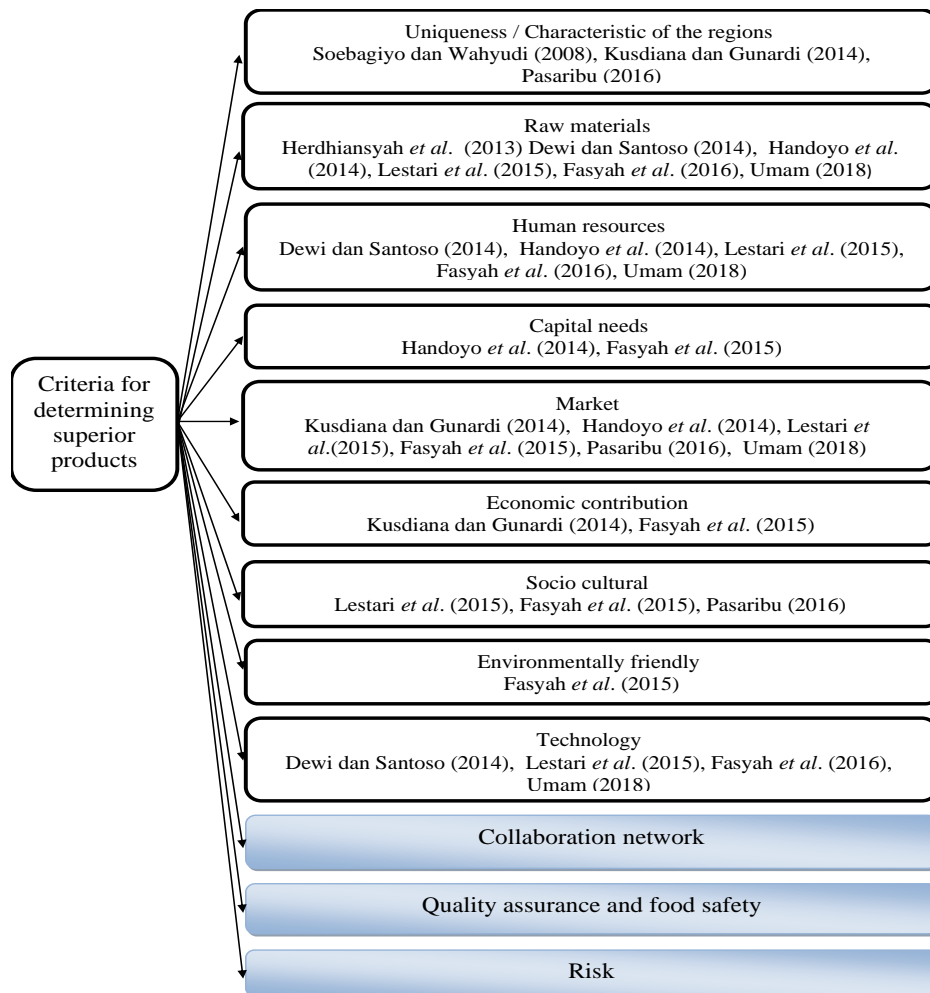 Uniqueness / Characteristic of the regions
Soebagiyo dan Wahyudi (2008), Kusdiana dan Gunardi (2014),
Pasaribu (2016)
Raw materials
Herdhiansyah et al. (2013) Dewi dan Santoso (2014), Handoyo et al.
(2014), Lestari et al. (2015), Fasyah et al. (2016), Umam (2018)
Human resources
Dewi dan Santoso (2014), Handoyo et al. (2014), Lestari et al. (2015),
Fasyah et al. (2016), Umam (2018)
Capital needs
Handoyo et al. (2014), Fasyah et al. (2015)
Criteria for
determining
superior
products
Market
Kusdiana dan Gunardi (2014), Handoyo et al. (2014), Lestari et
al.(2015), Fasyah et al. (2015), Pasaribu (2016), Umam (2018)
Economic contribution
Kusdiana dan Gunardi (2014), Fasyah et al. (2015)
Socio cultural
Lestari et al. (2015), Fasyah et al. (2015), Pasaribu (2016)
Environmentally friendly
Fasyah et al. (2015)
Technology
Dewi dan Santoso (2014), Lestari et al. (2015), Fasyah et al. (2016),
Umam (2018)
Collaboration network
Quality assurance and food safety
Risk